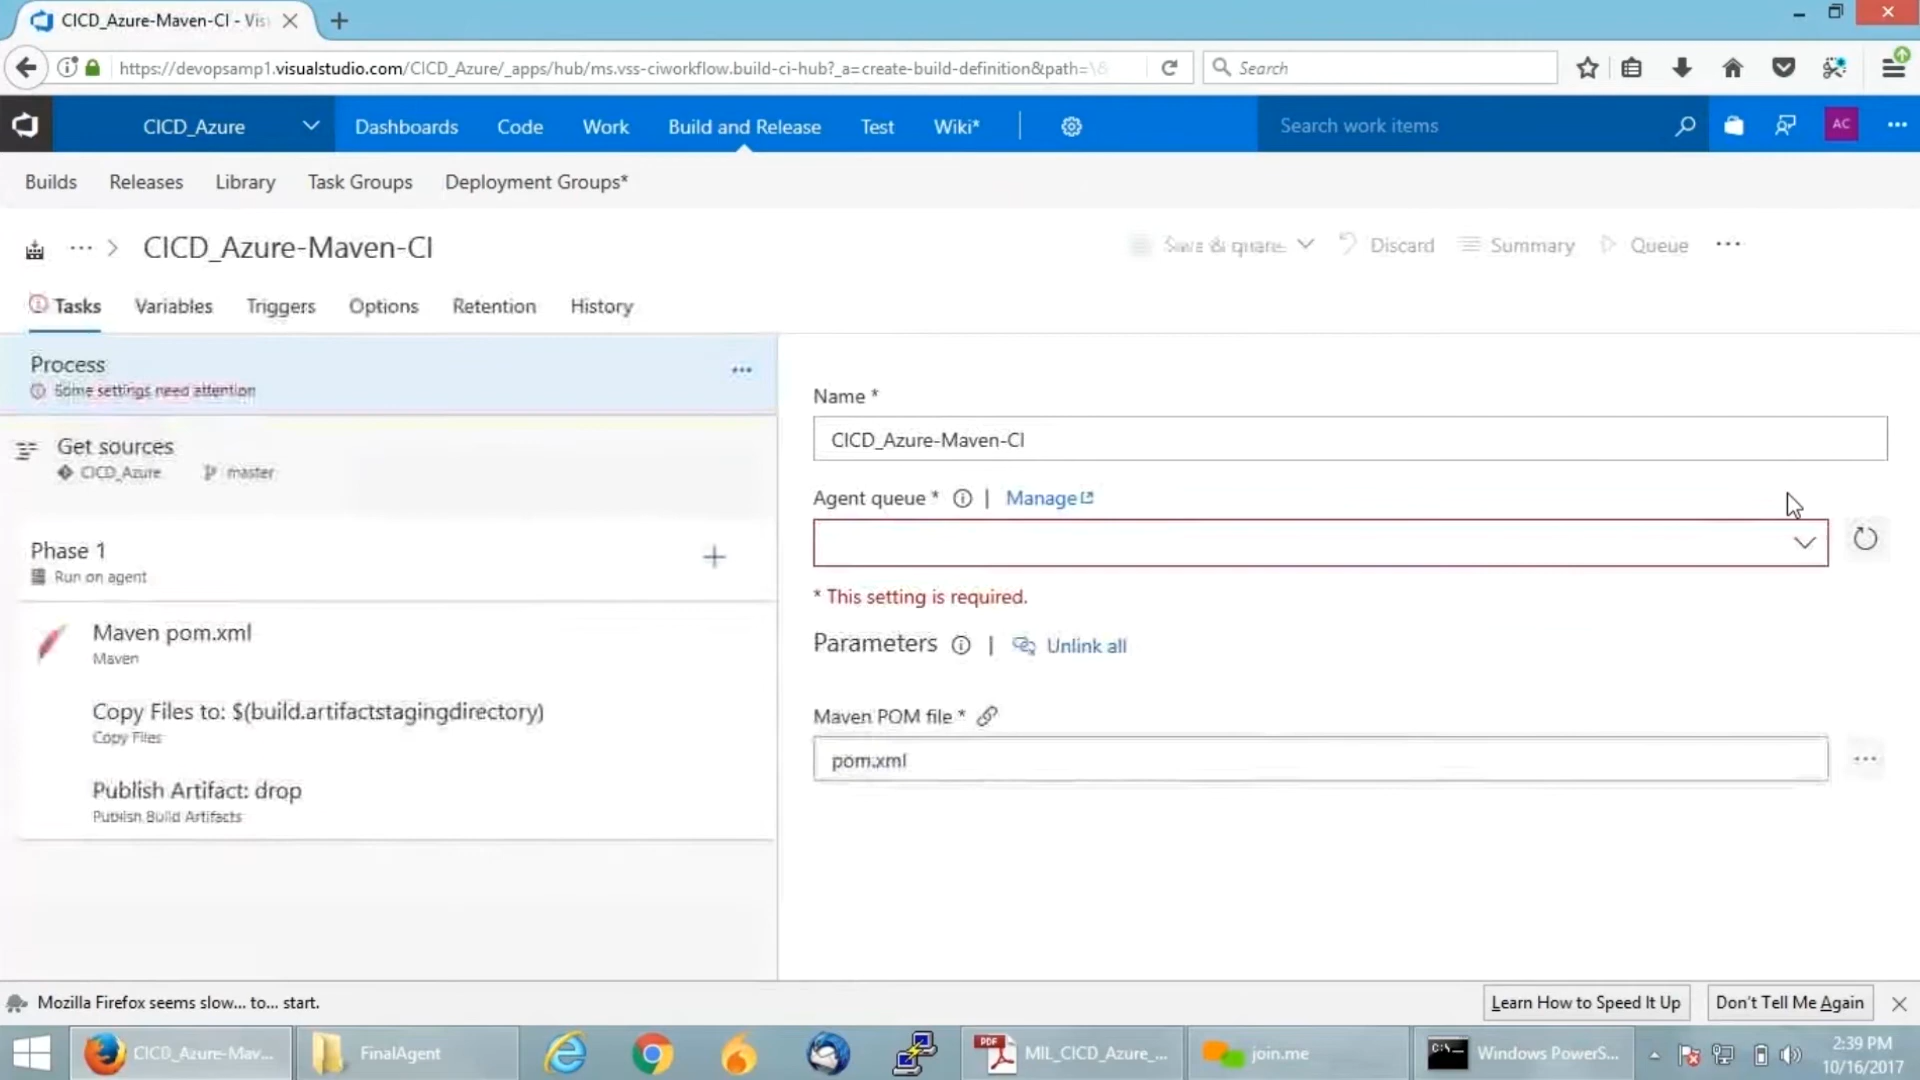 CICD_Azure-Maven-CI - Vis
https://devopsamp1.visualstudio.com/CICD_Azure/_apps/hub/ms.vss-ciworkflow.build-ci-hub?_a=create-build-definition&path=\&
Search
CICD_Azure
Dashboards
Code
Work
Build and Release
Test
Wiki*
Search work items
AC
Builds
Releases
Library
Task Groups
Deployment Groups*
... > CICD_Azure-Maven-CI
Save & queue
Discard
Summary
Queue
Tasks
Variables
Triggers
Options
Retention
History
Process
Some settings need attention
Get sources
CICD_Azure
master
Phase 1
Run on agent
Maven pom.xml
Maven
Copy Files to: $(build.artifactstagingdirectory)
Copy Files
Publish Artifact: drop
Publish Build Artifacts
Name *
CICD_Azure-Maven-CI
Agent queue * | Manage
* This setting is required.
Parameters | Unlink all
Maven POM file *
pom.xml
Mozilla Firefox seems slow... to... start.
Learn How to Speed It Up
Don't Tell Me Again
CICD_Azure-Mav...
FinalAgent
PDF
MIL_CICD_Azure_...
join.me
C:\
Windows PowerS...
2:39 PM
10/16/2017